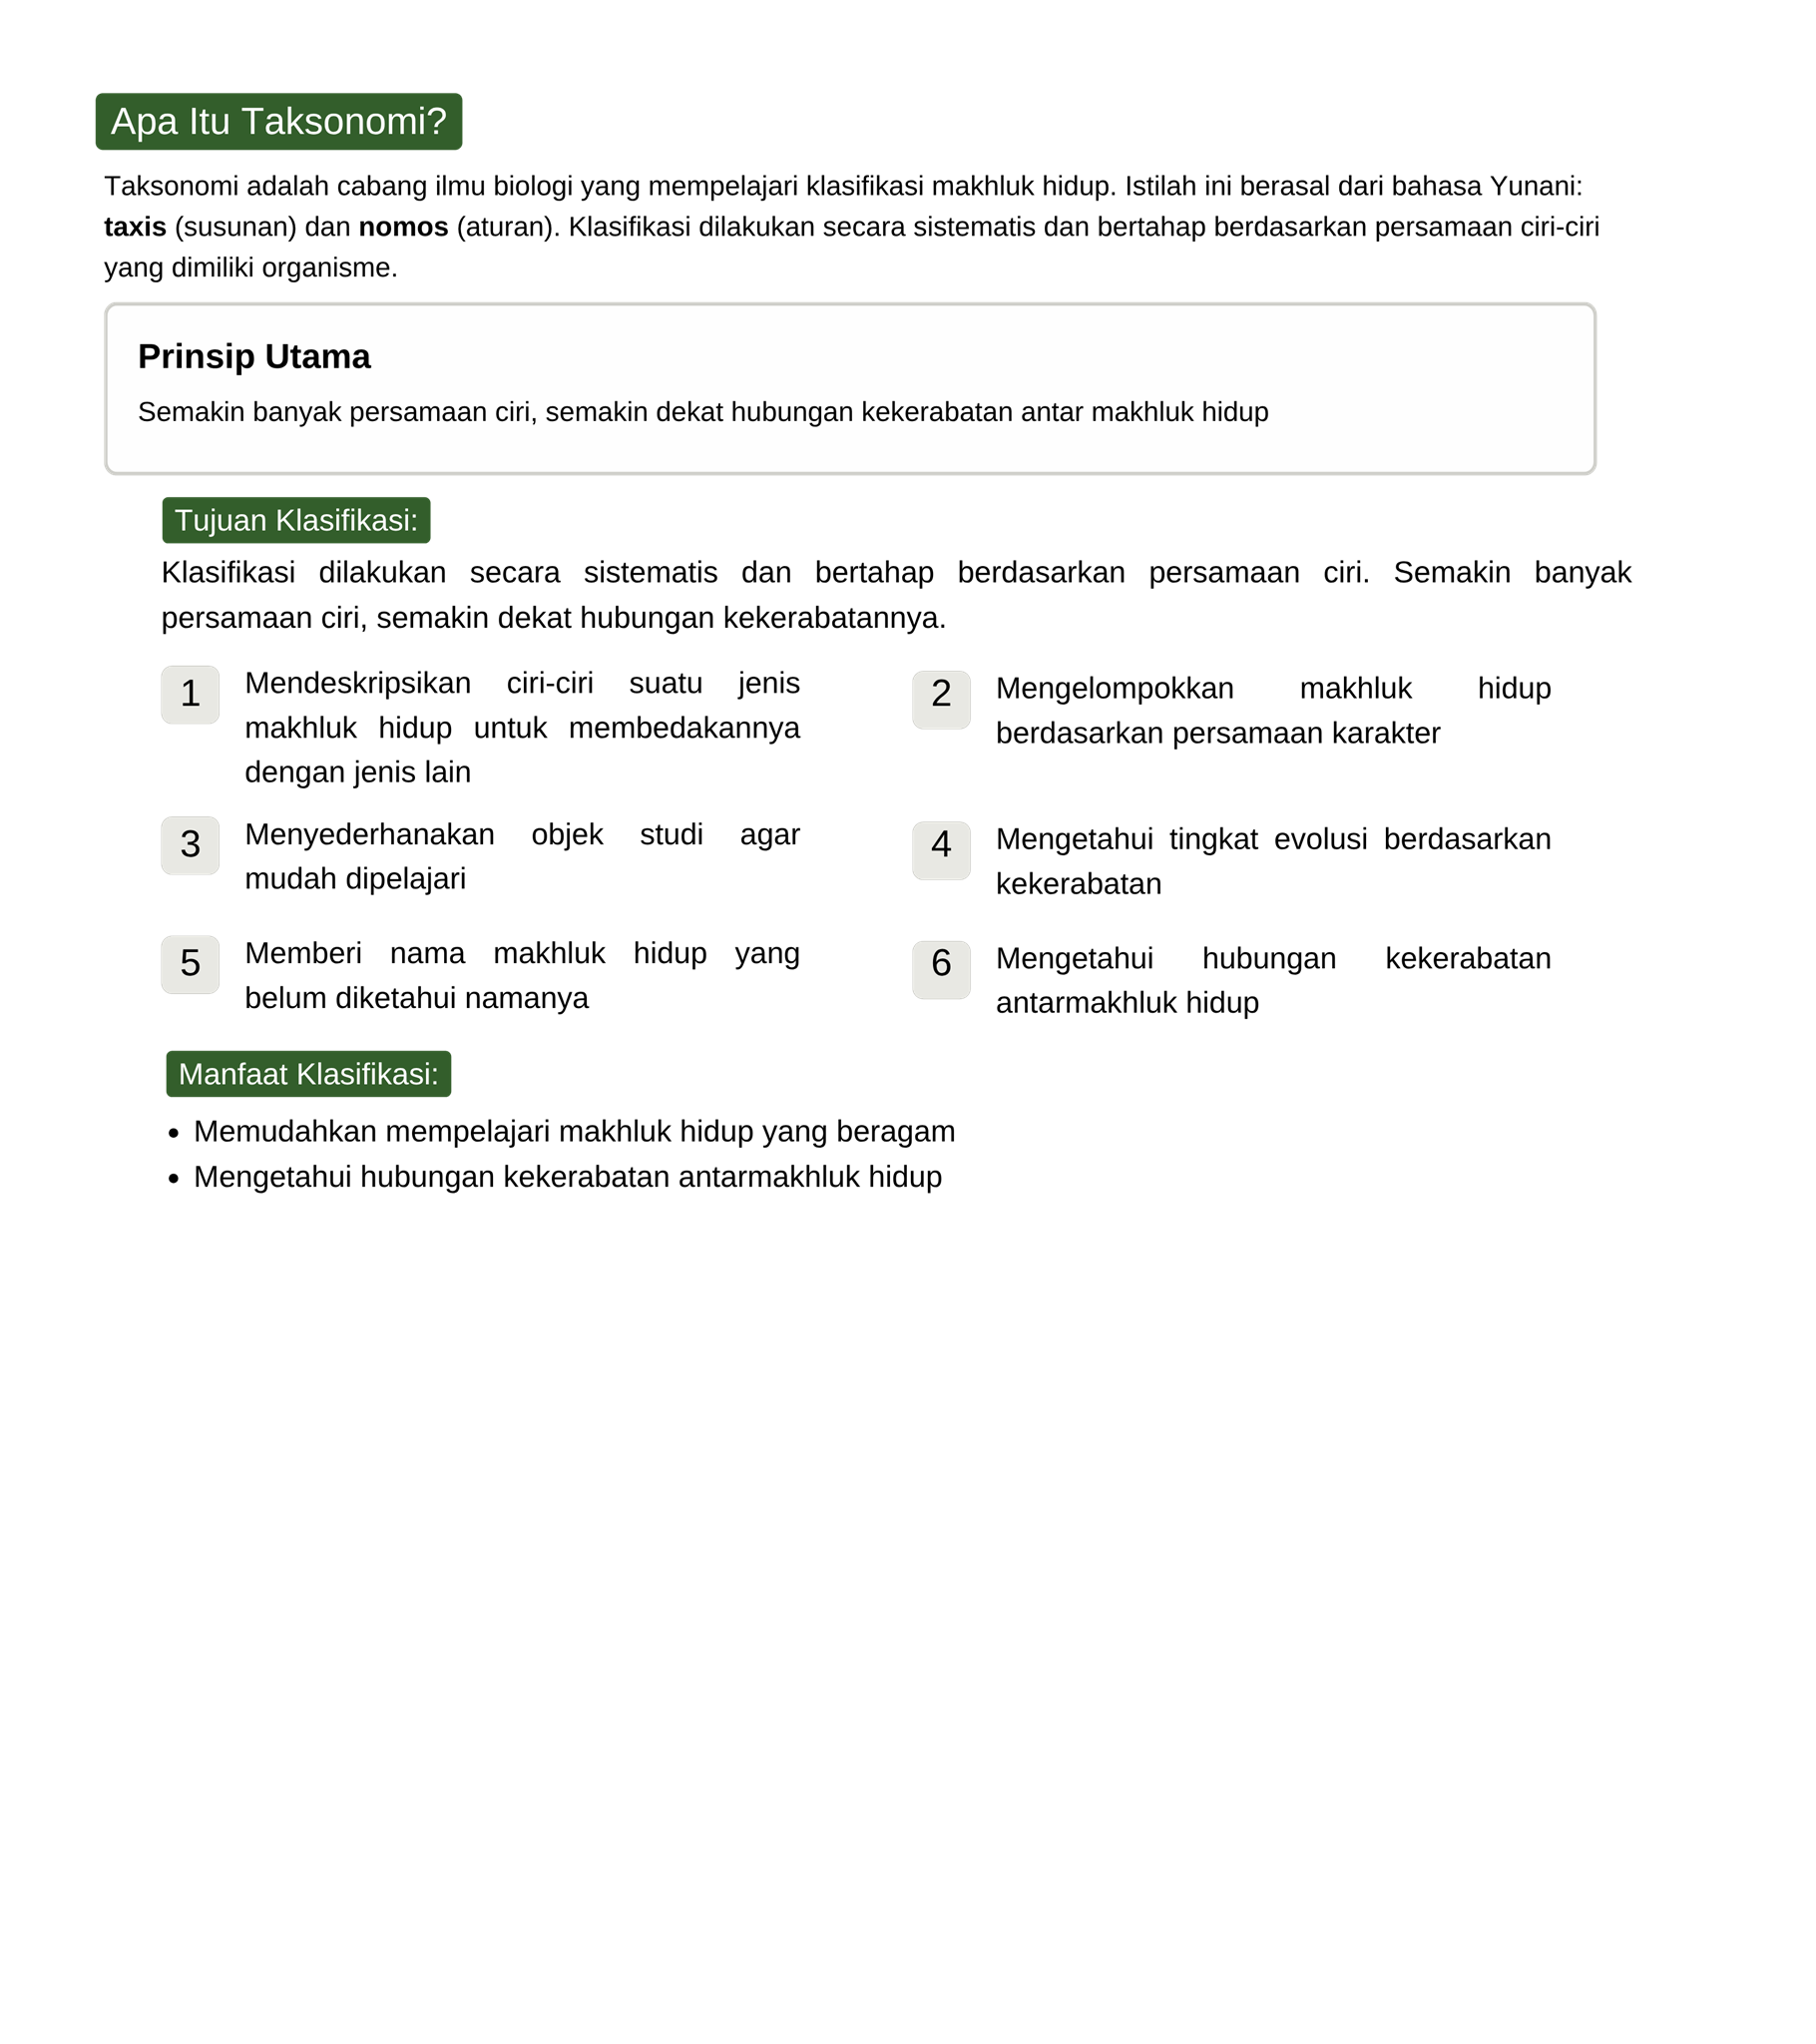 Apa Itu Taksonomi?
Taksonomi adalah cabang ilmu biologi yang mempelajari klasifikasi makhluk hidup. Istilah ini berasal dari bahasa Yunani:
taxis (susunan) dan nomos (aturan). Klasifikasi dilakukan secara sistematis dan bertahap berdasarkan persamaan ciri-ciri
yang dimiliki organisme.
Prinsip Utama
Semakin banyak persamaan ciri, semakin dekat hubungan kekerabatan antar makhluk hidup
Tujuan Klasifikasi:
Klasifikasi dilakukan secara sistematis dan bertahap berdasarkan persamaan ciri. Semakin banyak
persamaan ciri, semakin dekat hubungan kekerabatannya.
1
Mendeskripsikan ciri-ciri suatu jenis
makhluk hidup untuk membedakannya
dengan jenis lain
2
Mengelompokkan makhluk hidup
berdasarkan persamaan karakter
3
Menyederhanakan objek studi agar
mudah dipelajari
4
Mengetahui tingkat evolusi berdasarkan
kekerabatan
5
Memberi nama makhluk hidup yang
belum diketahui namanya
6
Mengetahui hubungan kekerabatan
antarmakhluk hidup
Manfaat Klasifikasi:
• Memudahkan mempelajari makhluk hidup yang beragam
• Mengetahui hubungan kekerabatan antarmakhluk hidup